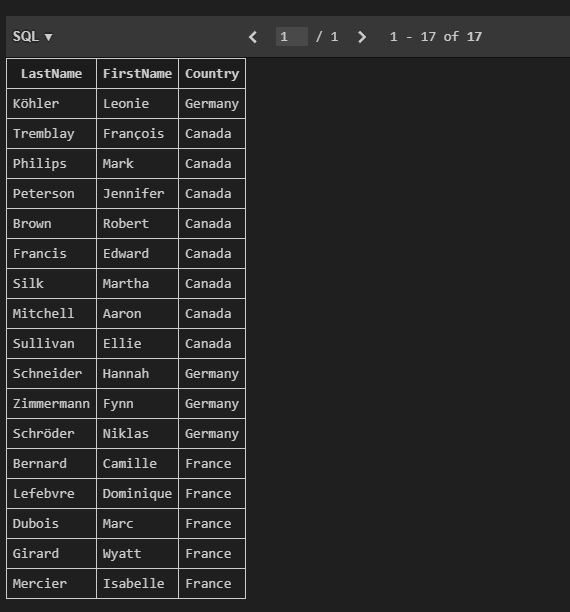 SQL ▼ < 1 / 1 > 1 - 17 of 17
LastName FirstName Country
Köhler Leonie Germany
Tremblay François Canada
Philips Mark Canada
Peterson Jennifer Canada
Brown Robert Canada
Francis Edward Canada
Silk Martha Canada
Mitchell Aaron Canada
Sullivan Ellie Canada
Schneider Hannah Germany
Zimmermann Fynn Germany
Schröder Niklas Germany
Bernard Camille France
Lefebvre Dominique France
Dubois Marc France
Girard Wyatt France
Mercier Isabelle France